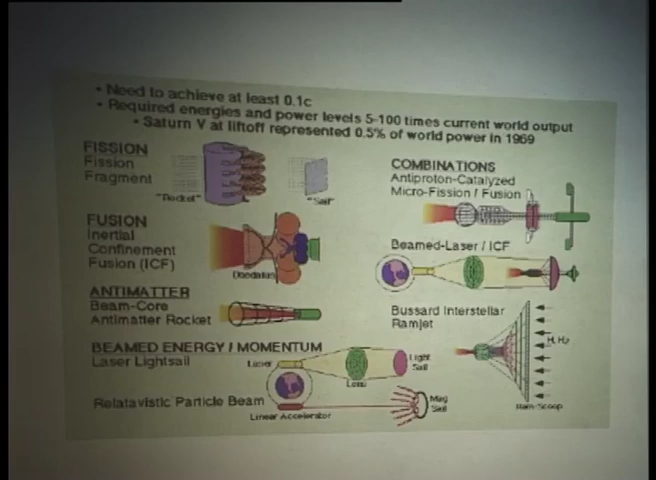 • Need to achieve at least 0.1c
• Required energies and power levels 5-100 times current world output
• Saturn V at liftoff represented 0.5% of world power in 1969
FISSION
Fission
Fragment
"Rocket"
"Sail"
FUSION
Inertial
Confinement
Fusion (ICF)
Daedalus
ANTIMATTER
Beam-Core
Antimatter Rocket
BEAMED ENERGY / MOMENTUM
Laser Lightsail
Laser
Lens
Light
Sail
Relatavistic Particle Beam
Linear Accelerator
Mag
Sail
COMBINATIONS
Antiproton-Catalyzed
Micro-Fission / Fusion
Beamed-Laser / ICF
Bussard Interstellar
Ramjet
H, H2
Ram-Scoop